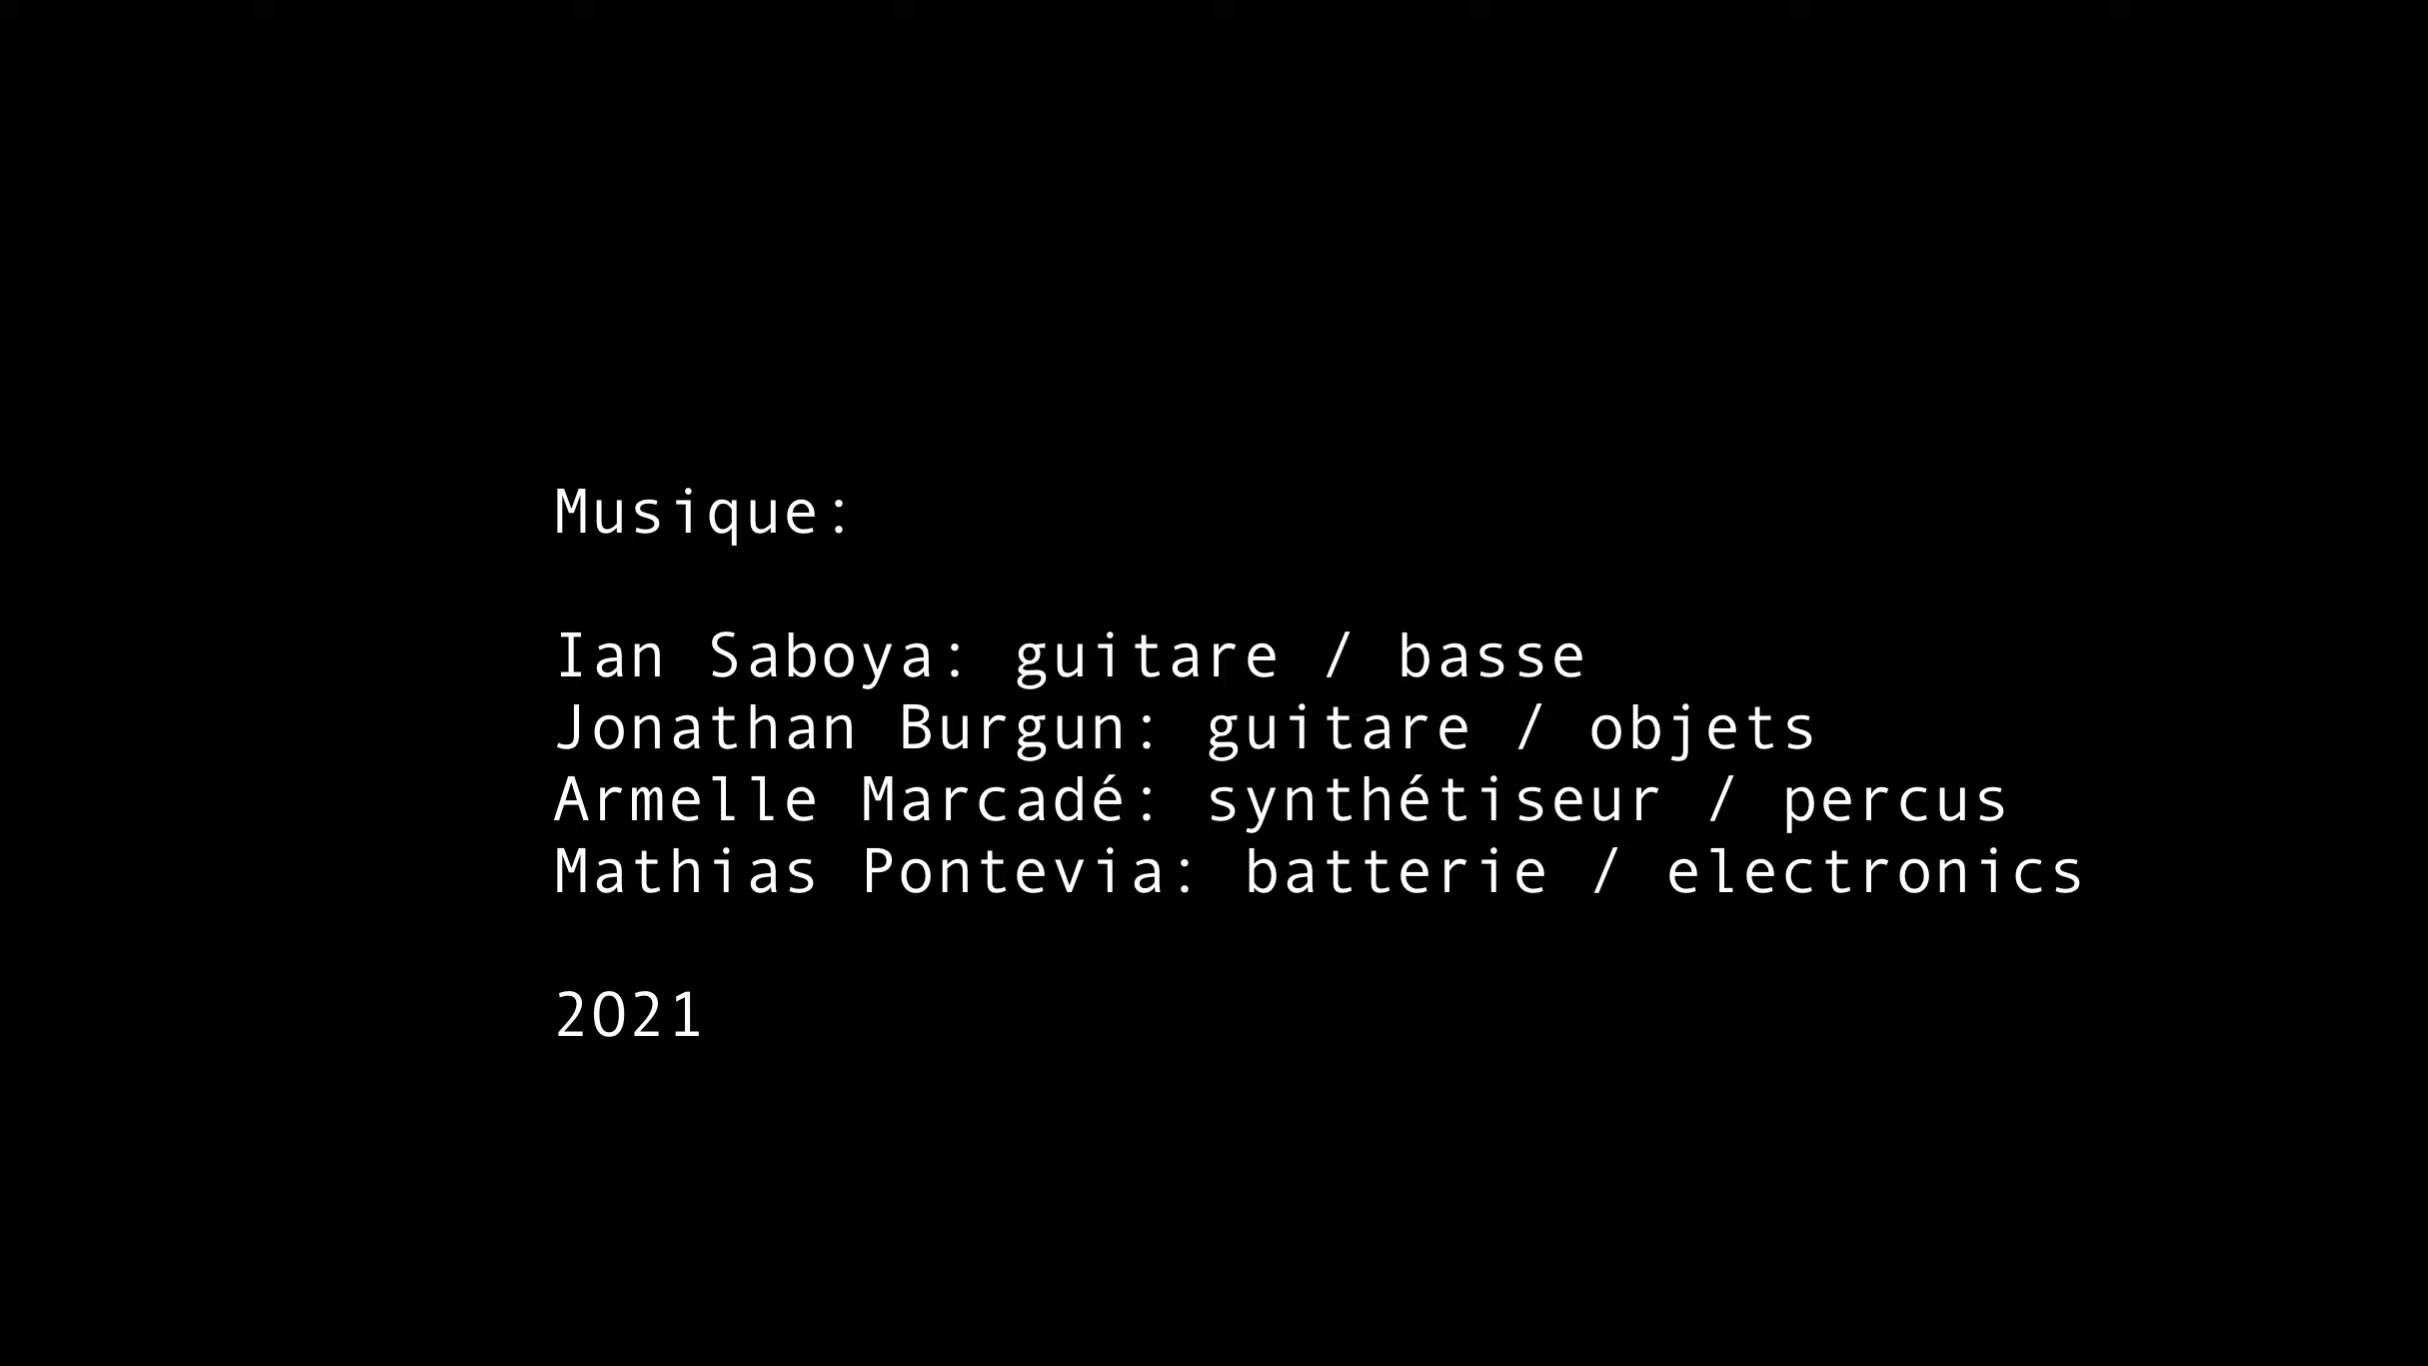 Musique:
Ian Saboya: guitare / basse
Jonathan Burgun: guitare / objets
Armelle Marcadé: synthétiseur / percus
Mathias Pontevia: batterie / electronics
2021